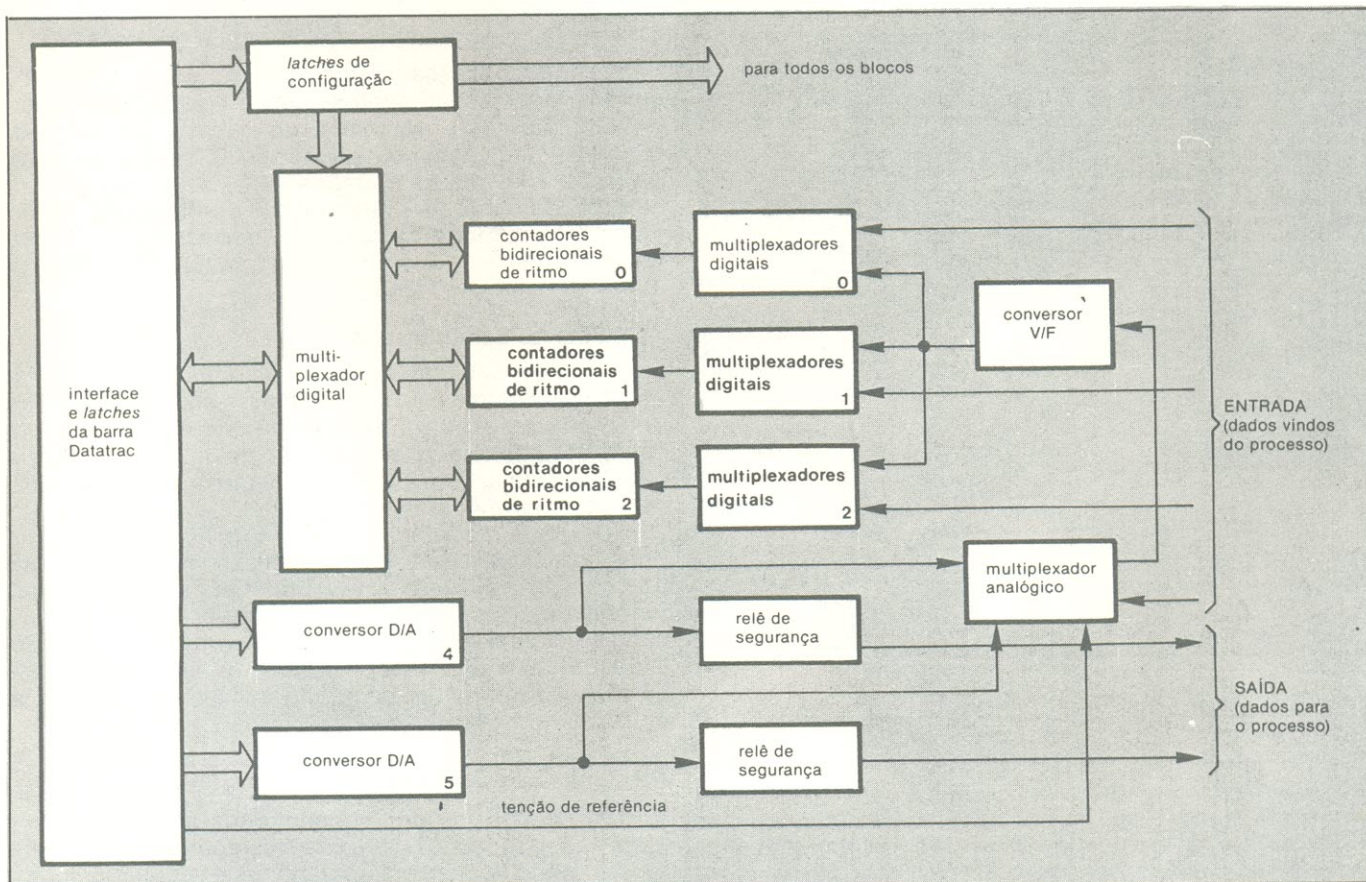 latches de
configuraçãc
para todos os blocos
interface
e latches
da barra
Datatrac
multi-
plexador
digital
contadores
bidirecionais
de ritmo
0
multiplexadores
digitais
0
conversor
V/F
contadores
bidirecionais
de ritmo
1
multiplexadores
digitais
1
contadores
bidirecionais
de ritmo
2
multiplexadores
digitals
2
ENTRADA
(dados vindos
do processo)
multiplexador
analógico
conversor D/A
4
relê de
segurança
SAÍDA
(dados para
o processo)
conversor D/A
5
relê de
segurança
tenção de referência